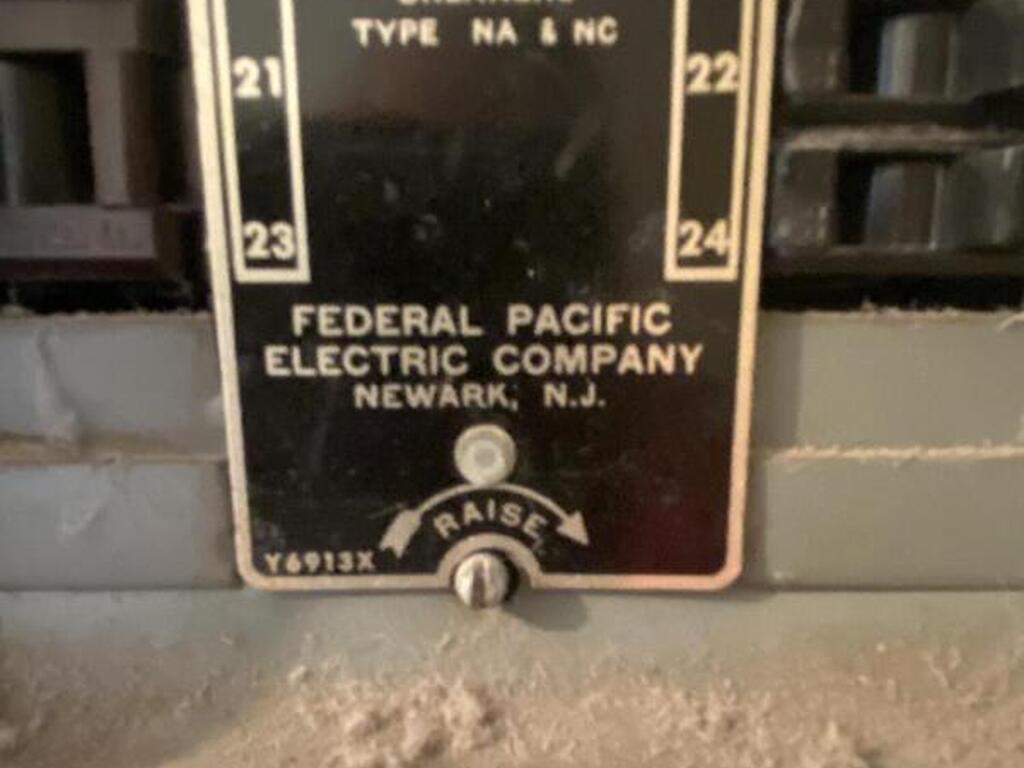 TYPE NA & NC
21 22
23 24
FEDERAL PACIFIC
ELECTRIC COMPANY
NEWARK, N.J.
RAISE
Y6913X